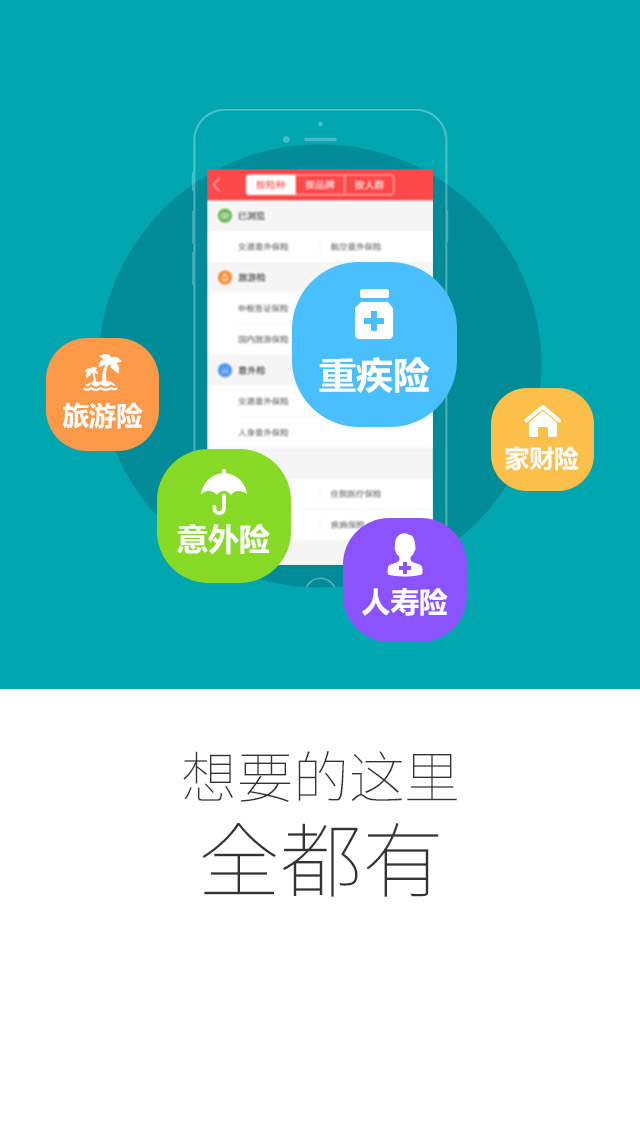 按险种 按品牌 按人群
已浏览
交通意外保险 航空意外保险
旅游险
申根签证保险
国内旅游保险
意外险
交通意外保险
人身意外保险
住院医疗保险
疾病保险
重疾险
旅游险
家财险
意外险
人寿险
想要的这里
全都有